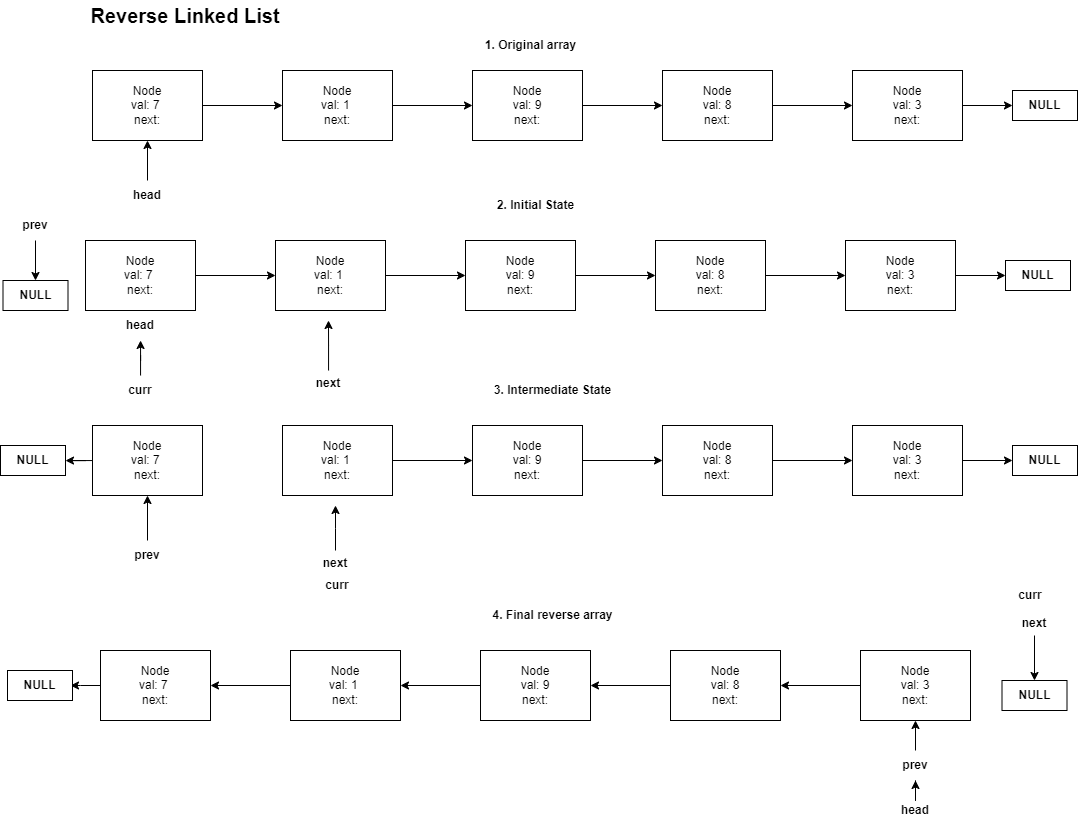 Reverse Linked List
1. Original array
Node
val: 7
next:
Node
val: 1
next:
Node
val: 9
next:
Node
val: 8
next:
Node
val: 3
next:
NULL
head
2. Initial State
prev
NULL
Node
val: 7
next:
Node
val: 1
next:
Node
val: 9
next:
Node
val: 8
next:
Node
val: 3
next:
NULL
head
curr
next
3. Intermediate State
NULL
Node
val: 7
next:
Node
val: 1
next:
Node
val: 9
next:
Node
val: 8
next:
Node
val: 3
next:
NULL
prev
next
curr
4. Final reverse array
curr
next
NULL
Node
val: 7
next:
Node
val: 1
next:
Node
val: 9
next:
Node
val: 8
next:
Node
val: 3
next:
NULL
prev
head